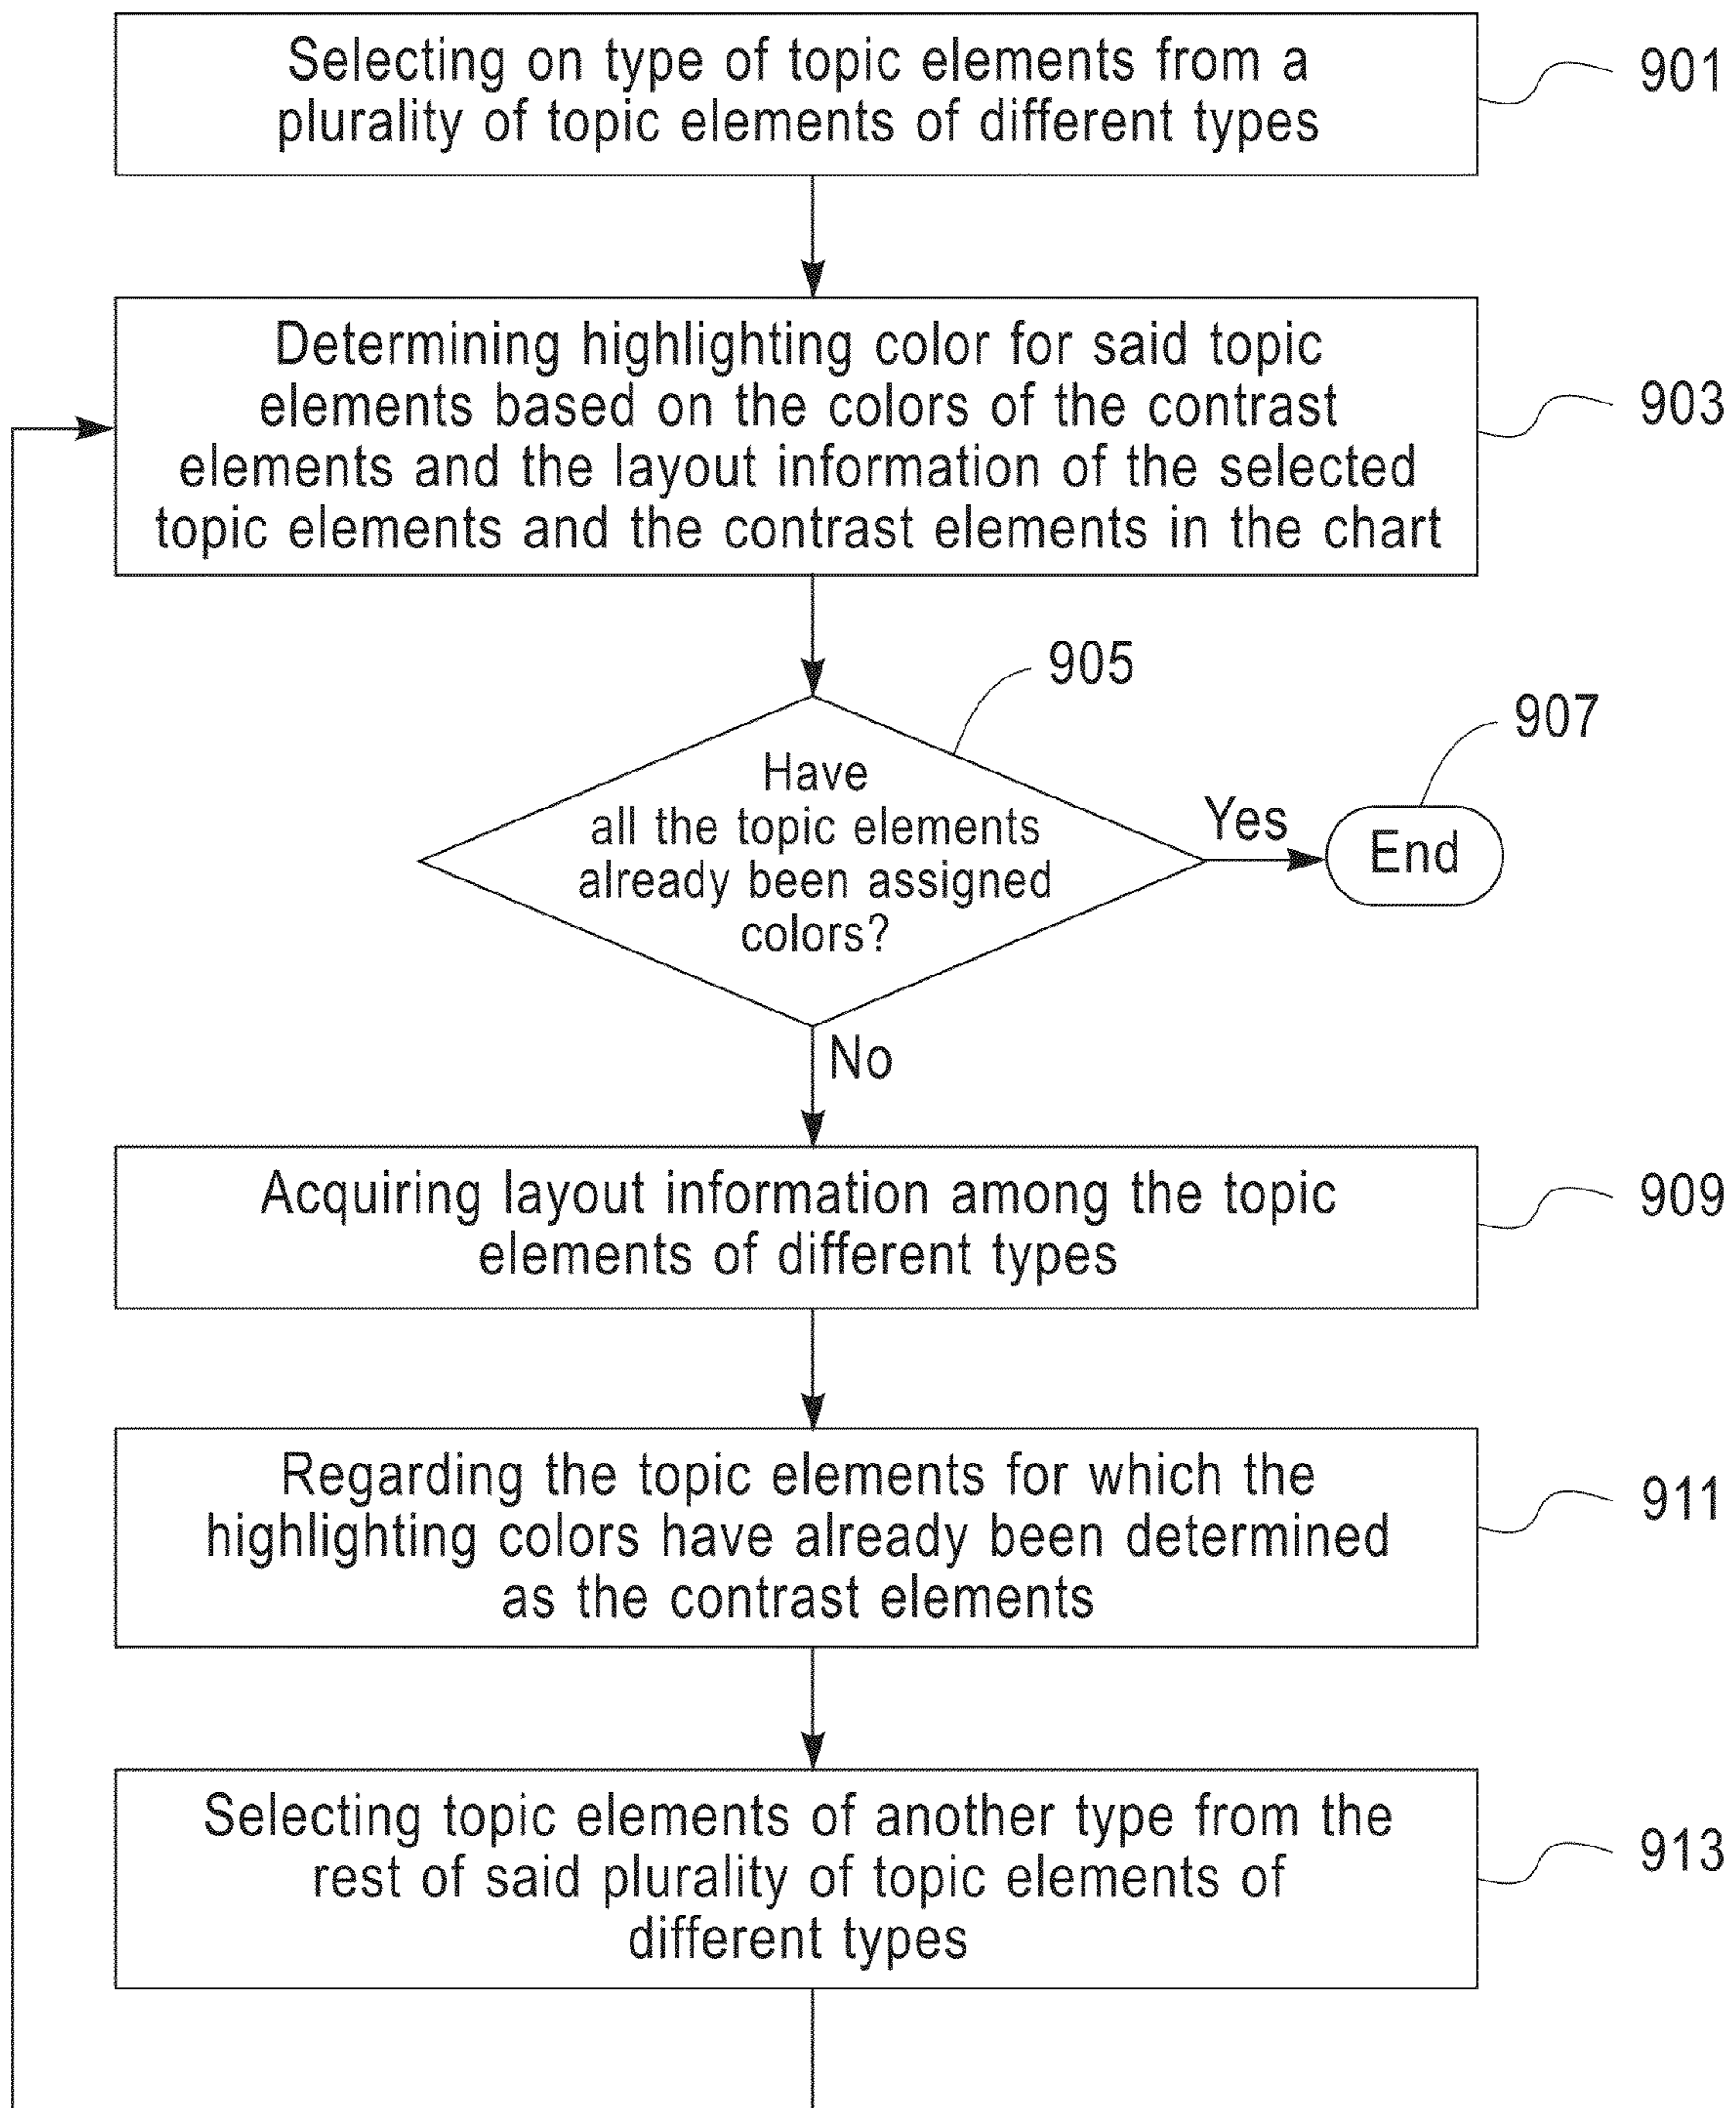 Selecting on type of topic elements from a
plurality of topic elements of different types
901
Determining highlighting color for said topic
elements based on the colors of the contrast
elements and the layout information of the selected
topic elements and the contrast elements in the chart
903
905
907
Have
all the topic elements
already been assigned
colors?
Yes
End
No
Acquiring layout information among the topic
elements of different types
909
Regarding the topic elements for which the
highlighting colors have already been determined
as the contrast elements
911
Selecting topic elements of another type from the
rest of said plurality of topic elements of
different types
913